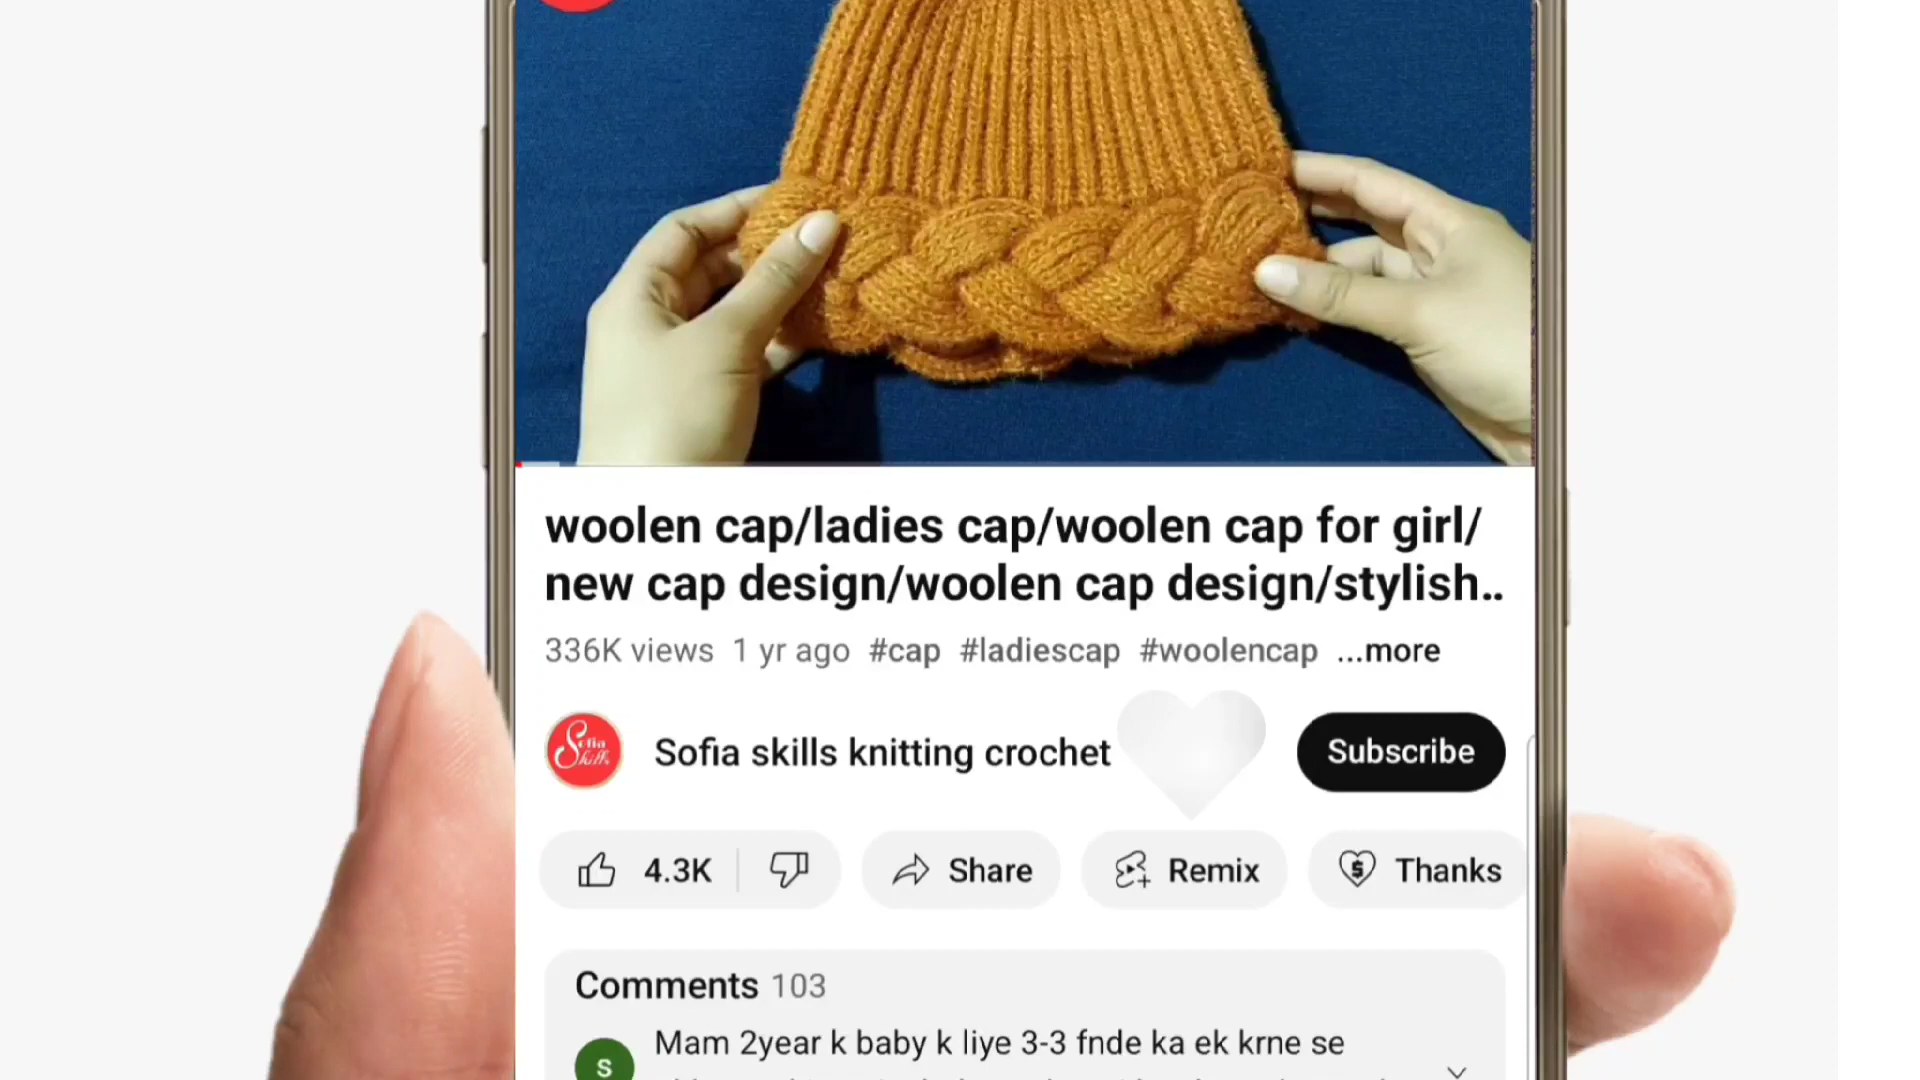 woolen cap/ladies cap/woolen cap for girl/
new cap design/woolen cap design/stylish..
336K views 1 yr ago #cap #ladiescap #woolencap ...more
Sofia Skills
Sofia skills knitting crochet
Subscribe
4.3K Share Remix Thanks
Comments 103
S
Mam 2year k baby k liye 3-3 fnde ka ek krne se